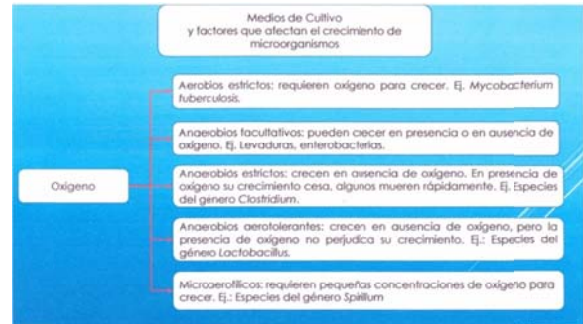 Medios de Cultivo
y factores que afectan el crecimiento de
microorganismos
Aerobios estrictos: requieren oxígeno para crecer. Ej. Mycobacterium
tuberculosis.
Anaerobios facultativos: pueden crecer en presencia o en ausencia de
oxígeno. Ej. Levaduras, enterobacterias.
Oxígeno
Anaerobios estrictos: crecen en ausencia de oxígeno. En presencia de
oxígeno su crecimiento cesa, algunos mueren rápidamente. Ej. Especies
del genero Clostridium.
Anaerobios aerotolerantes: crecen en ausencia de oxígeno, pero la
presencia de oxígeno no perjudica su crecimiento. Ej.: Especies del
género Lactobacillus.
Microaerofílicos: requieren pequeñas concentraciones de oxígeno para
crecer. Ej.: Especies del género Spirillum